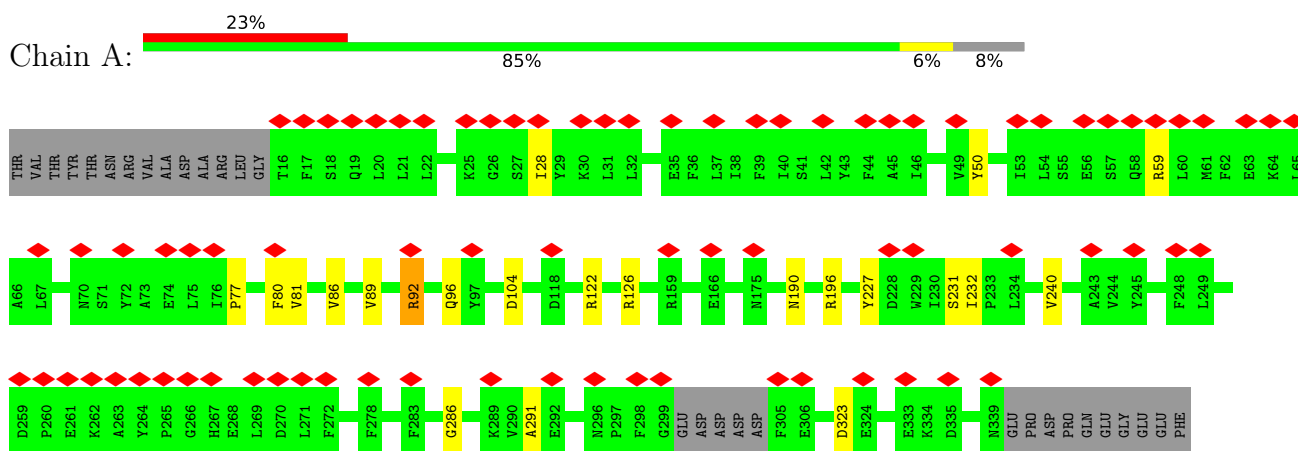 23%
Chain A:
85% 6% 8%
THR VAL THR TYR THR ASN ARG VAL ALA ASP ALA ARG LEU GLY T16 F17 S18 Q19 L20 L21 L22 K25 G26 S27 I28 Y29 K30 L31 L32 E35 F36 L37 I38 F39 I40 S41 L42 Y43 F44 A45 I46 V49 Y50 I53 L54 S55 E56 S57 Q58 R59 L60 M61 F62 E63 K64 L65
A66 L67 N70 S71 Y72 A73 E74 L75 I76 P77 F80 V81 V86 V89 R92 Q96 Y97 D104 D118 R122 R126 R159 E166 N175 N190 R196 Y227 D228 W229 I230 S231 I232 P233 L234 V240 A243 V244 Y245 F248 L249
D259 P260 E261 K262 A263 Y264 P265 G266 H267 E268 L269 D270 L271 F272 F278 F283 G286 K289 V290 A291 E292 N296 P297 F298 G299 GLU ASP ASP ASP ASP F305 E306 D323 E324 E333 K334 D335 N339 GLU PRO ASP PRO GLN GLU GLY GLU GLU PHE